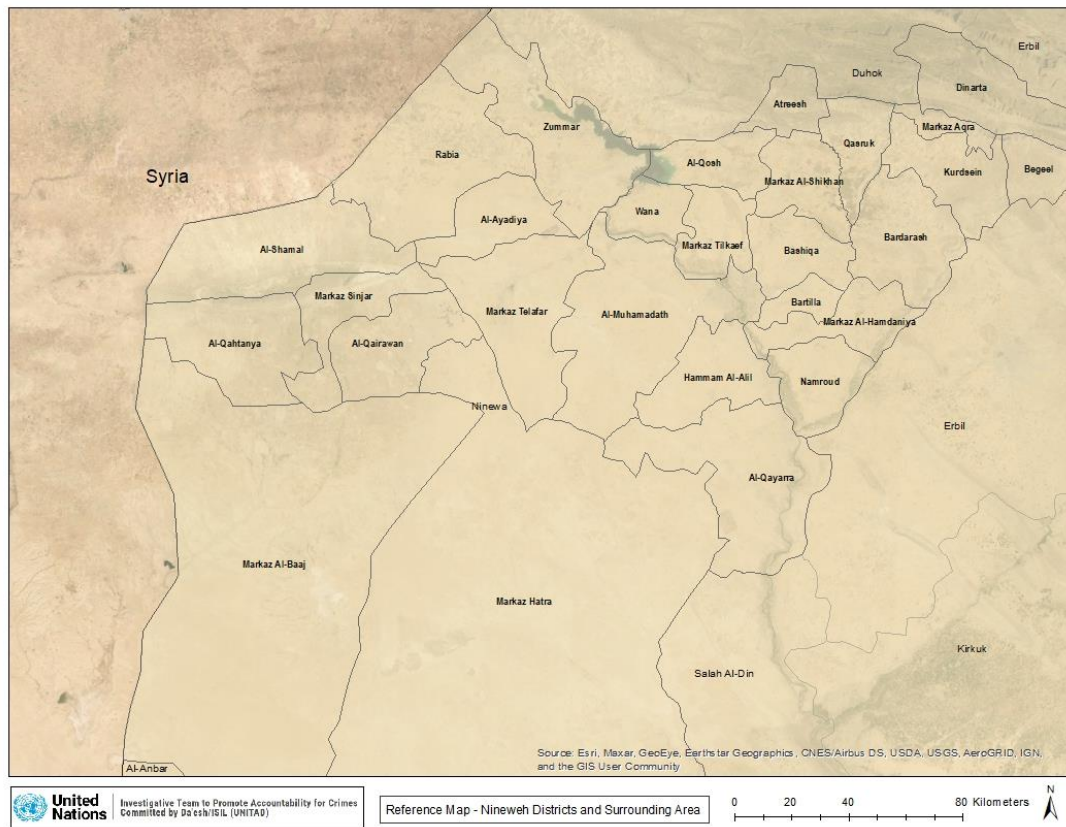 Erbil
Duhok
Dinarta
Atreesh
Zummar
Markaz Aqra
Qasruk
Rabia
Al-Qosh
Kurdsein
Begeel
Syria
Markaz Al-Shikhan
Wana
Al-Ayadiya
Bardarash
Al-Shamal
Markaz Tilkaef
Bashiqa
Markaz Sinjar
Bartilla
Markaz Telafar
Al-Muhamadath
Markaz Al-Hamdaniya
Al-Qahtanya
Al-Qairawan
Hammam Al-Alil
Namroud
Ninewa
Erbil
Al-Qayarra
Markaz Al-Baaj
Markaz Hatra
Kirkuk
Salah Al-Din
Al-Anbar
Source: Esri, Maxar, GeoEye, Earthstar Geographics, CNES/Airbus DS, USDA, USGS, AeroGRID, IGN,
and the GIS User Community
United
Nations
Investigative Team to Promote Accountability for Crimes
Committed by Da'esh/ISIL (UNITAD)
Reference Map - Nineweh Districts and Surrounding Area
0 20 40 80 Kilometers
N